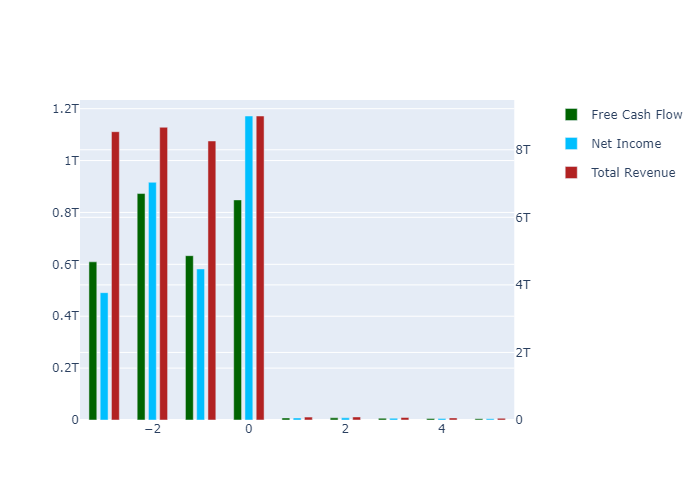 1.2T
1T
0.8T
0.6T
0.4T
0.2T
0
8T
6T
4T
2T
0
−2
0
2
4
Free Cash Flow
Net Income
Total Revenue